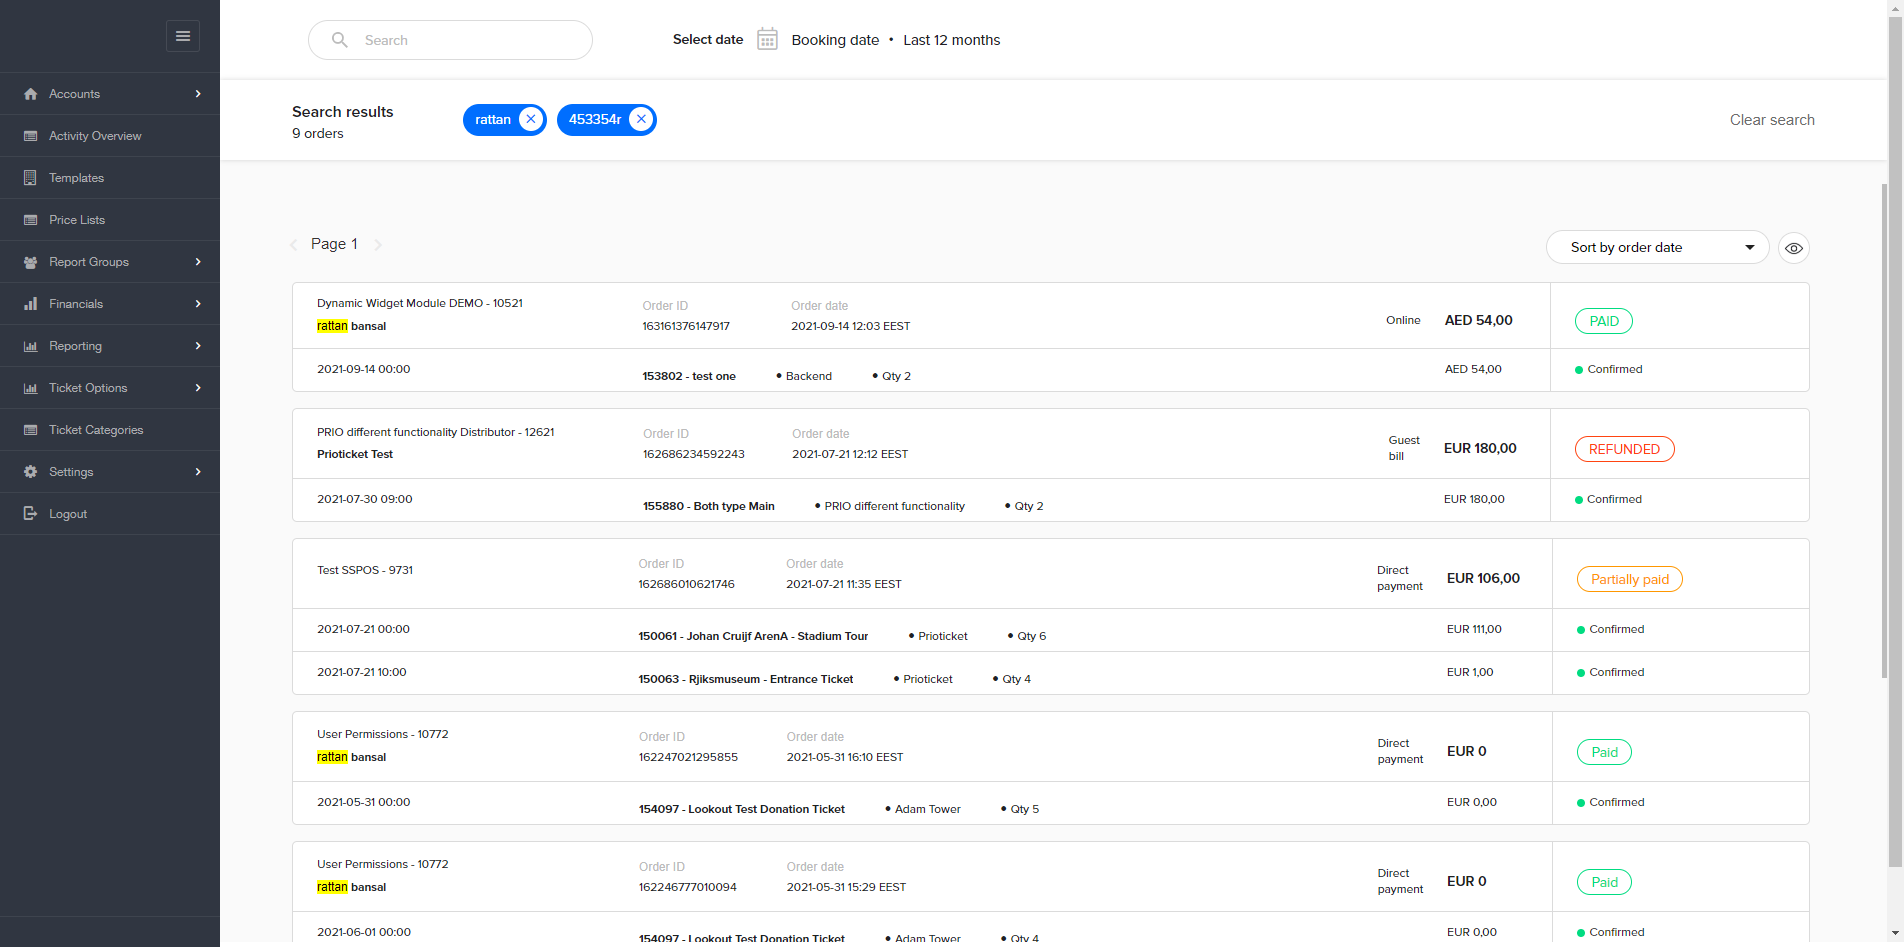 Search
Select date
Booking date • Last 12 months
Accounts
Activity Overview
Templates
Price Lists
Report Groups
Financials
Reporting
Ticket Options
Ticket Categories
Settings
Logout
Search results
9 orders
rattan
453354r
Clear search
Page 1
Sort by order date
Dynamic Widget Module DEMO - 10521
rattan bansal
Order ID
163161376147917
Order date
2021-09-14 12:03 EEST
Online
AED 54,00
PAID
2021-09-14 00:00
153802 - test one • Backend • Qty 2
AED 54,00
Confirmed
PRIO different functionality Distributor - 12621
Prioticket Test
Order ID
162686234592243
Order date
2021-07-21 12:12 EEST
Guest
bill
EUR 180,00
REFUNDED
2021-07-30 09:00
155880 - Both type Main • PRIO different functionality • Qty 2
EUR 180,00
Confirmed
Test SSPOS - 9731
Order ID
162686010621746
Order date
2021-07-21 11:35 EEST
Direct
payment
EUR 106,00
Partially paid
2021-07-21 00:00
150061 - Johan Cruijf ArenA - Stadium Tour • Prioticket • Qty 6
EUR 111,00
Confirmed
2021-07-21 10:00
150063 - Rjiksmuseum - Entrance Ticket • Prioticket • Qty 4
EUR 1,00
Confirmed
User Permissions - 10772
rattan bansal
Order ID
162247021295855
Order date
2021-05-31 16:10 EEST
Direct
payment
EUR 0
Paid
2021-05-31 00:00
154097 - Lookout Test Donation Ticket • Adam Tower • Qty 5
EUR 0,00
Confirmed
User Permissions - 10772
rattan bansal
Order ID
162246777010094
Order date
2021-05-31 15:29 EEST
Direct
payment
EUR 0
Paid
2021-06-01 00:00
154097 - Lookout Test Donation Ticket • Adam Tower • Qty 4
EUR 0,00
Confirmed